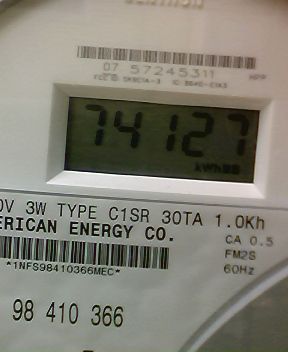 07 57245311
74127
kWh
0V 3W TYPE C1SR 30TA 1.0Kh
ERICAN ENERGY CO.
CA 0.5
FM2S
60Hz
*1NFS98410366MEC*
98 410 366